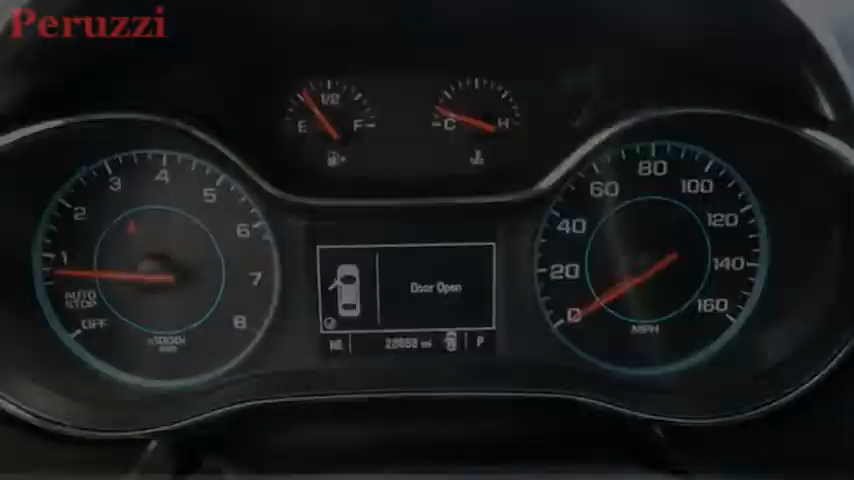 Peruzzi
1/2
E F
C H
1 2 3 4 5 6 7 8
AUTO
STOP
OFF
x1000
Door Open
mi P
0 20 40 60 80 100 120 140 160
MPH